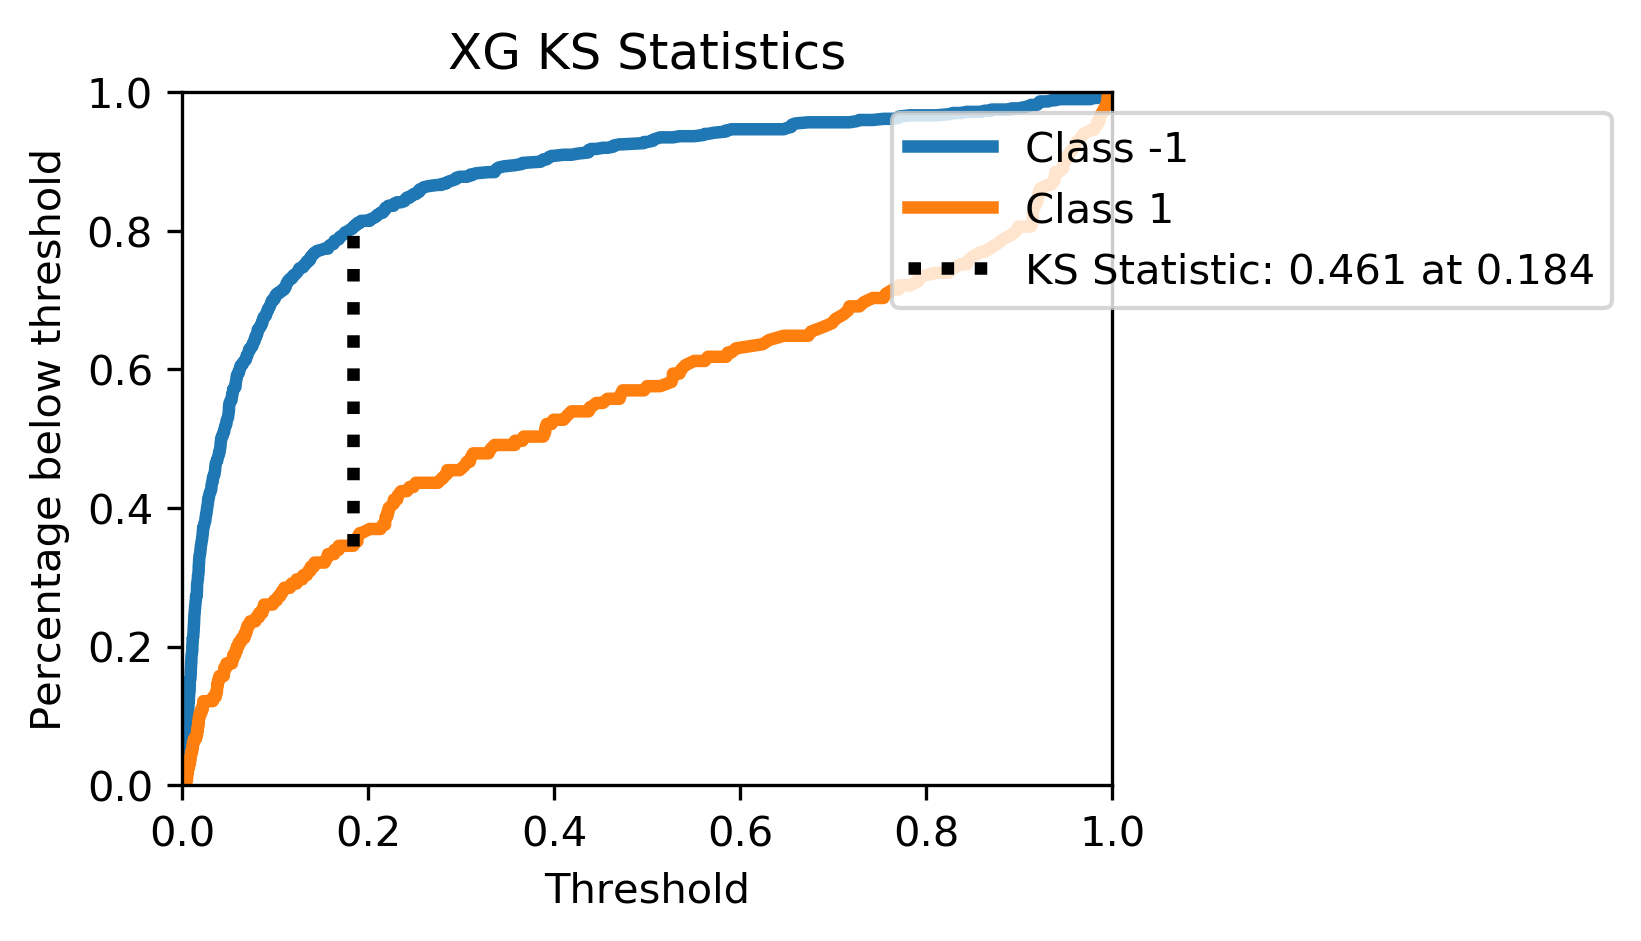 XG KS Statistics
1.0
0.8
0.6
0.4
0.2
0.0
Percentage below threshold
Class -1
Class 1
KS Statistic: 0.461 at 0.184
0.0 0.2 0.4 0.6 0.8 1.0
Threshold